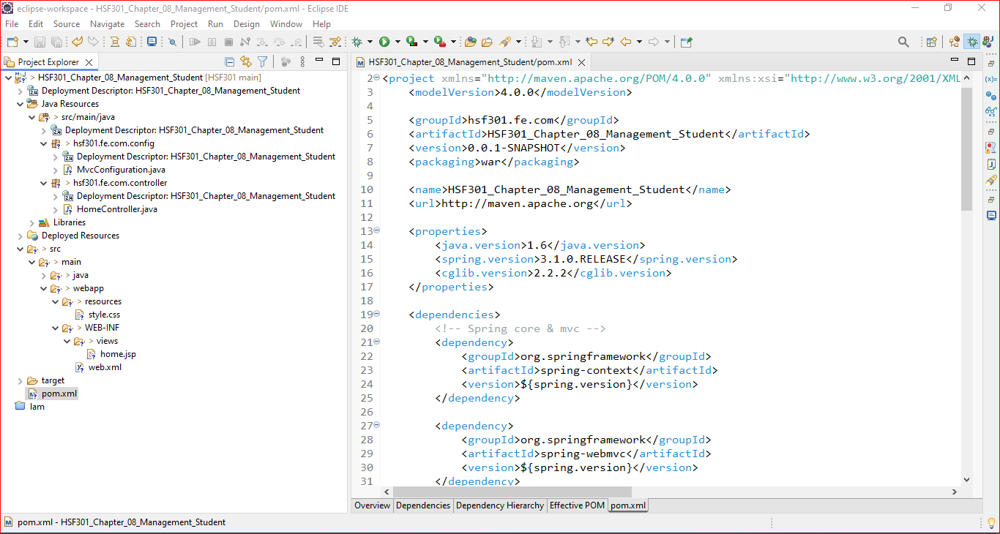 eclipse-workspace - HSF301_Chapter_08_Management_Student/pom.xml - Eclipse IDE
File Edit Source Navigate Search Project Run Design Window Help
Project Explorer
HSF301_Chapter_08_Management_Student [HSF301 main]
Deployment Descriptor: HSF301_Chapter_08_Management_Student
Java Resources
> src/main/java
Deployment Descriptor: HSF301_Chapter_08_Management_Student
> hsf301.fe.com.config
Deployment Descriptor: HSF301_Chapter_08_Management_Student
MvcConfiguration.java
> hsf301.fe.com.controller
Deployment Descriptor: HSF301_Chapter_08_Management_Student
HomeController.java
Libraries
Deployed Resources
> src
> main
> java
> webapp
> resources
style.css
> WEB-INF
> views
home.jsp
web.xml
target
pom.xml
lam
HSF301_Chapter_08_Management_Student/pom.xml
2 <project xmlns="http://maven.apache.org/POM/4.0.0" xmlns:xsi="http://www.w3.org/2001/XML
3 <modelVersion>4.0.0</modelVersion>
4
5 <groupId>hsf301.fe.com</groupId>
6 <artifactId>HSF301_Chapter_08_Management_Student</artifactId>
7 <version>0.0.1-SNAPSHOT</version>
8 <packaging>war</packaging>
9
10 <name>HSF301_Chapter_08_Management_Student</name>
11 <url>http://maven.apache.org</url>
12
13 <properties>
14 <java.version>1.6</java.version>
15 <spring.version>3.1.0.RELEASE</spring.version>
16 <cglib.version>2.2.2</cglib.version>
17 </properties>
18
19 <dependencies>
20 <!-- Spring core & mvc -->
21 <dependency>
22 <groupId>org.springframework</groupId>
23 <artifactId>spring-context</artifactId>
24 <version>${spring.version}</version>
25 </dependency>
26
27 <dependency>
28 <groupId>org.springframework</groupId>
29 <artifactId>spring-webmvc</artifactId>
30 <version>${spring.version}</version>
31 </dependency>
Overview Dependencies Dependency Hierarchy Effective POM pom.xml
pom.xml - HSF301_Chapter_08_Management_Student